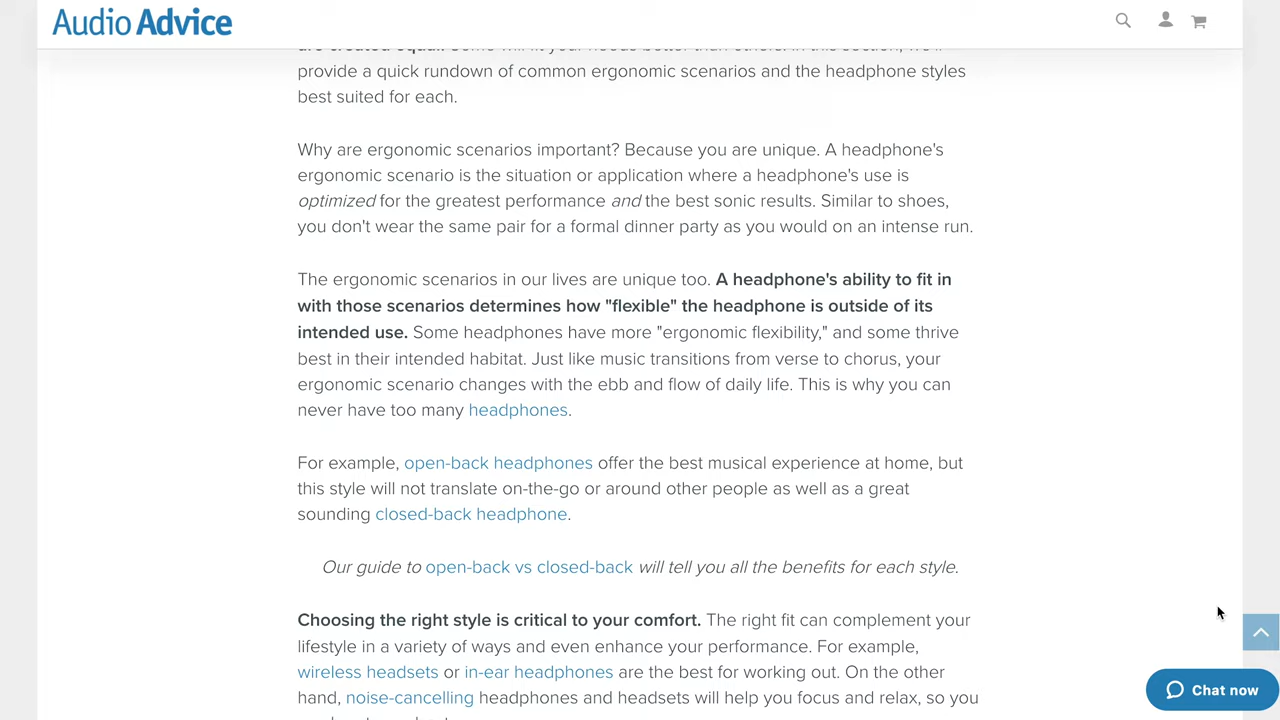 Audio Advice
provide a quick rundown of common ergonomic scenarios and the headphone styles
best suited for each.
Why are ergonomic scenarios important? Because you are unique. A headphone's
ergonomic scenario is the situation or application where a headphone's use is
optimized for the greatest performance and the best sonic results. Similar to shoes,
you don't wear the same pair for a formal dinner party as you would on an intense run.
The ergonomic scenarios in our lives are unique too. A headphone's ability to fit in
with those scenarios determines how "flexible" the headphone is outside of its
intended use. Some headphones have more "ergonomic flexibility," and some thrive
best in their intended habitat. Just like music transitions from verse to chorus, your
ergonomic scenario changes with the ebb and flow of daily life. This is why you can
never have too many headphones.
For example, open-back headphones offer the best musical experience at home, but
this style will not translate on-the-go or around other people as well as a great
sounding closed-back headphone.
Our guide to open-back vs closed-back will tell you all the benefits for each style.
Choosing the right style is critical to your comfort. The right fit can complement your
lifestyle in a variety of ways and even enhance your performance. For example,
wireless headsets or in-ear headphones are the best for working out. On the other
hand, noise-cancelling headphones and headsets will help you focus and relax, so you
Chat now